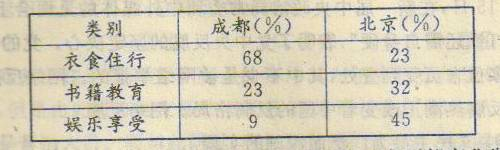 类别 成都(%) 北京(%)
衣食住行 68 23
书籍教育 23 32
娱乐享受 9 45